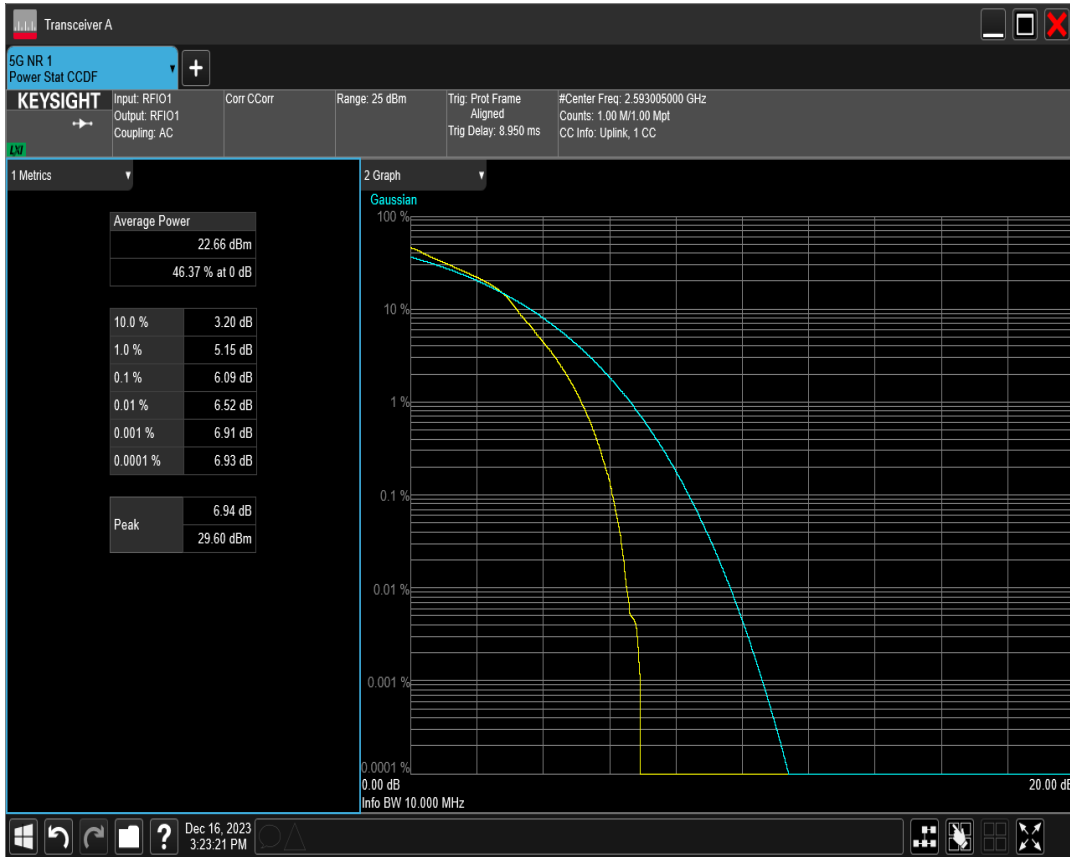 Transceiver A
5G NR 1
Power Stat CCDF
+
KEYSIGHT
LXI
Input: RFIO1
Output: RFIO1
Coupling: AC
Corr CCorr
Range: 25 dBm
Trig: Prot Frame
Aligned
Trig Delay: 8.950 ms
#Center Freq: 2.593005000 GHz
Counts: 1.00 M/1.00 Mpt
CC Info: Uplink, 1 CC
1 Metrics
Average Power
22.66 dBm
46.37 % at 0 dB
10.0 % 3.20 dB
1.0 % 5.15 dB
0.1 % 6.09 dB
0.01 % 6.52 dB
0.001 % 6.91 dB
0.0001 % 6.93 dB
Peak
6.94 dB
29.60 dBm
2 Graph
Gaussian
100 %
10 %
1 %
0.1 %
0.01 %
0.001 %
0.0001 %
0.00 dB
20.00 dB
Info BW 10.000 MHz
?
Dec 16, 2023
3:23:21 PM